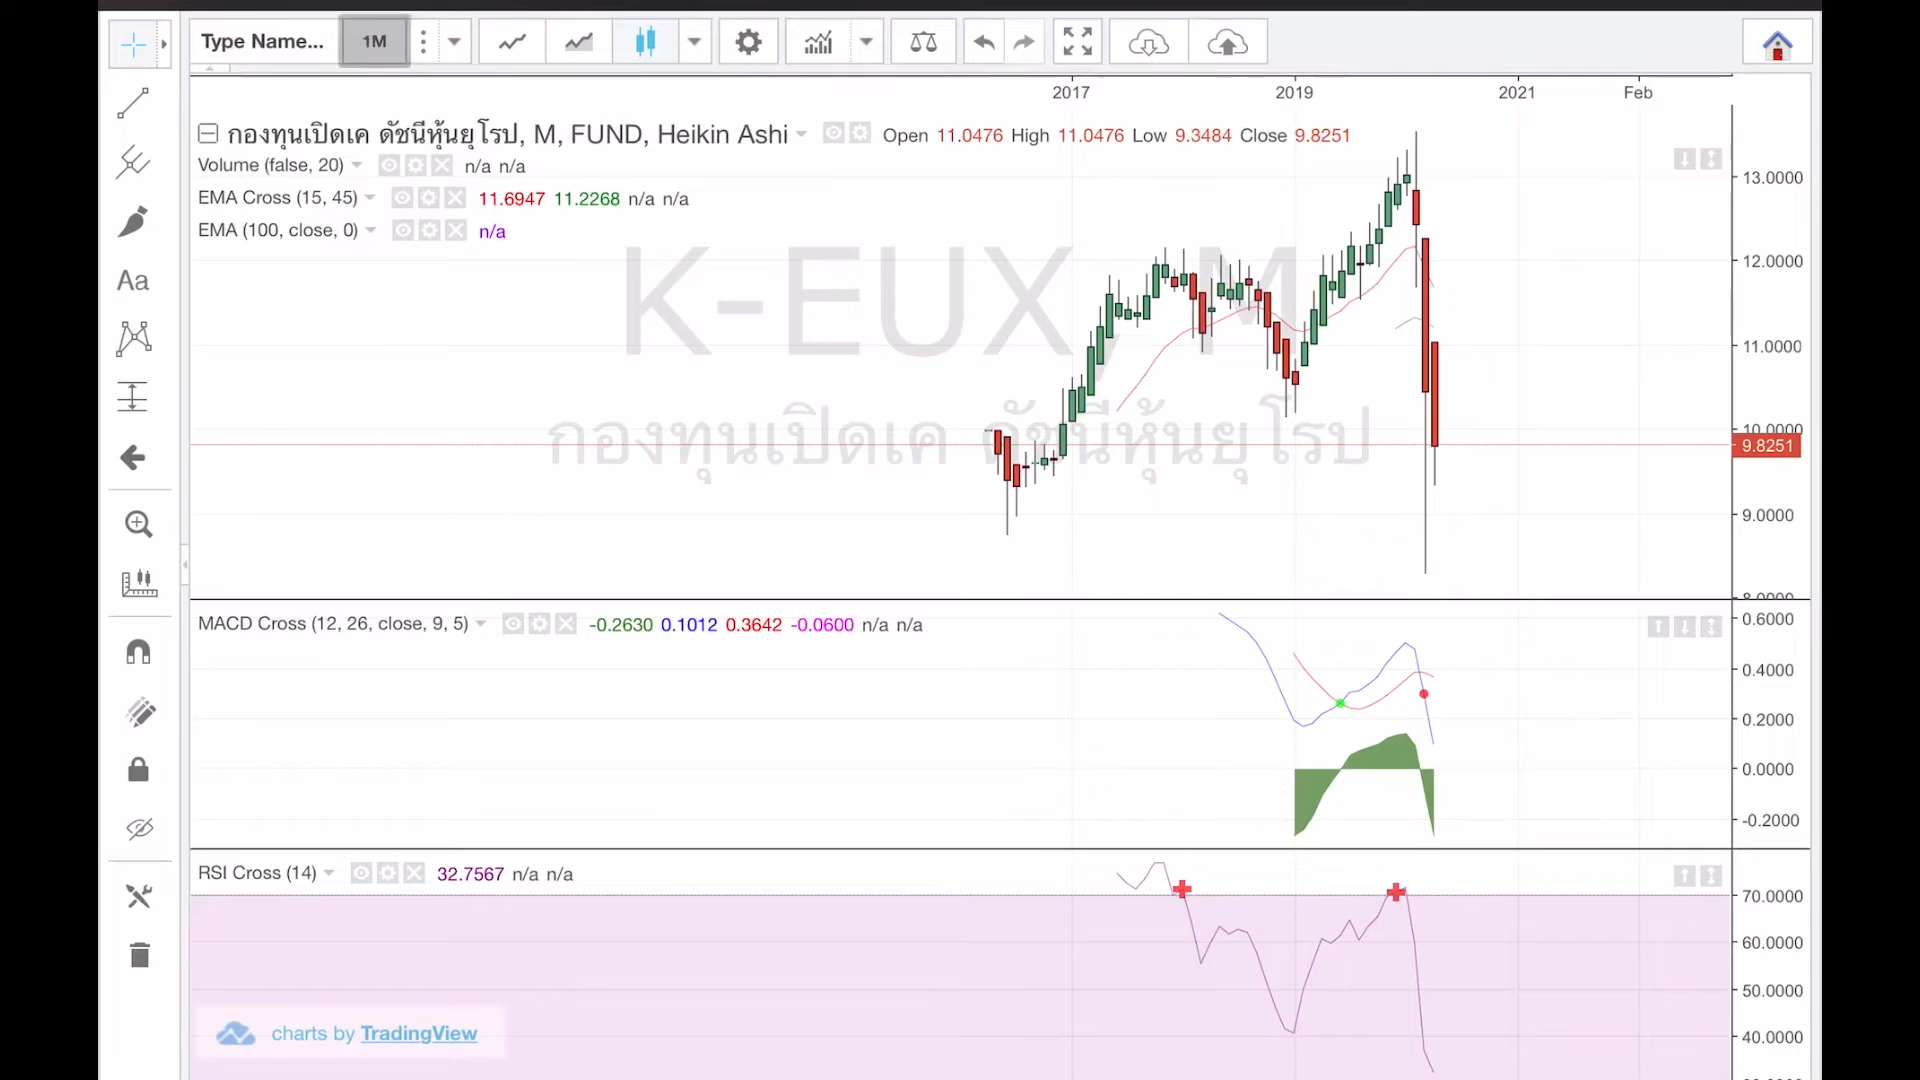 Type Name... 1M
2017 2019 2021 Feb
กองทุนเปิดเค ดัชนีหุ้นยุโรป, M, FUND, Heikin Ashi Open 11.0476 High 11.0476 Low 9.3484 Close 9.8251
Volume (false, 20) n/a n/a
EMA Cross (15, 45) 11.6947 11.2268 n/a n/a
EMA (100, close, 0) n/a
K-EUX, M
กองทุนเปิดเค ดัชนีหุ้นยุโรป
13.0000
12.0000
11.0000
10.0000
9.8251
9.0000
8.0000
MACD Cross (12, 26, close, 9, 5) -0.2630 0.1012 0.3642 -0.0600 n/a n/a
0.6000
0.4000
0.2000
0.0000
-0.2000
RSI Cross (14) 32.7567 n/a n/a
70.0000
60.0000
50.0000
40.0000
Aa
charts by TradingView